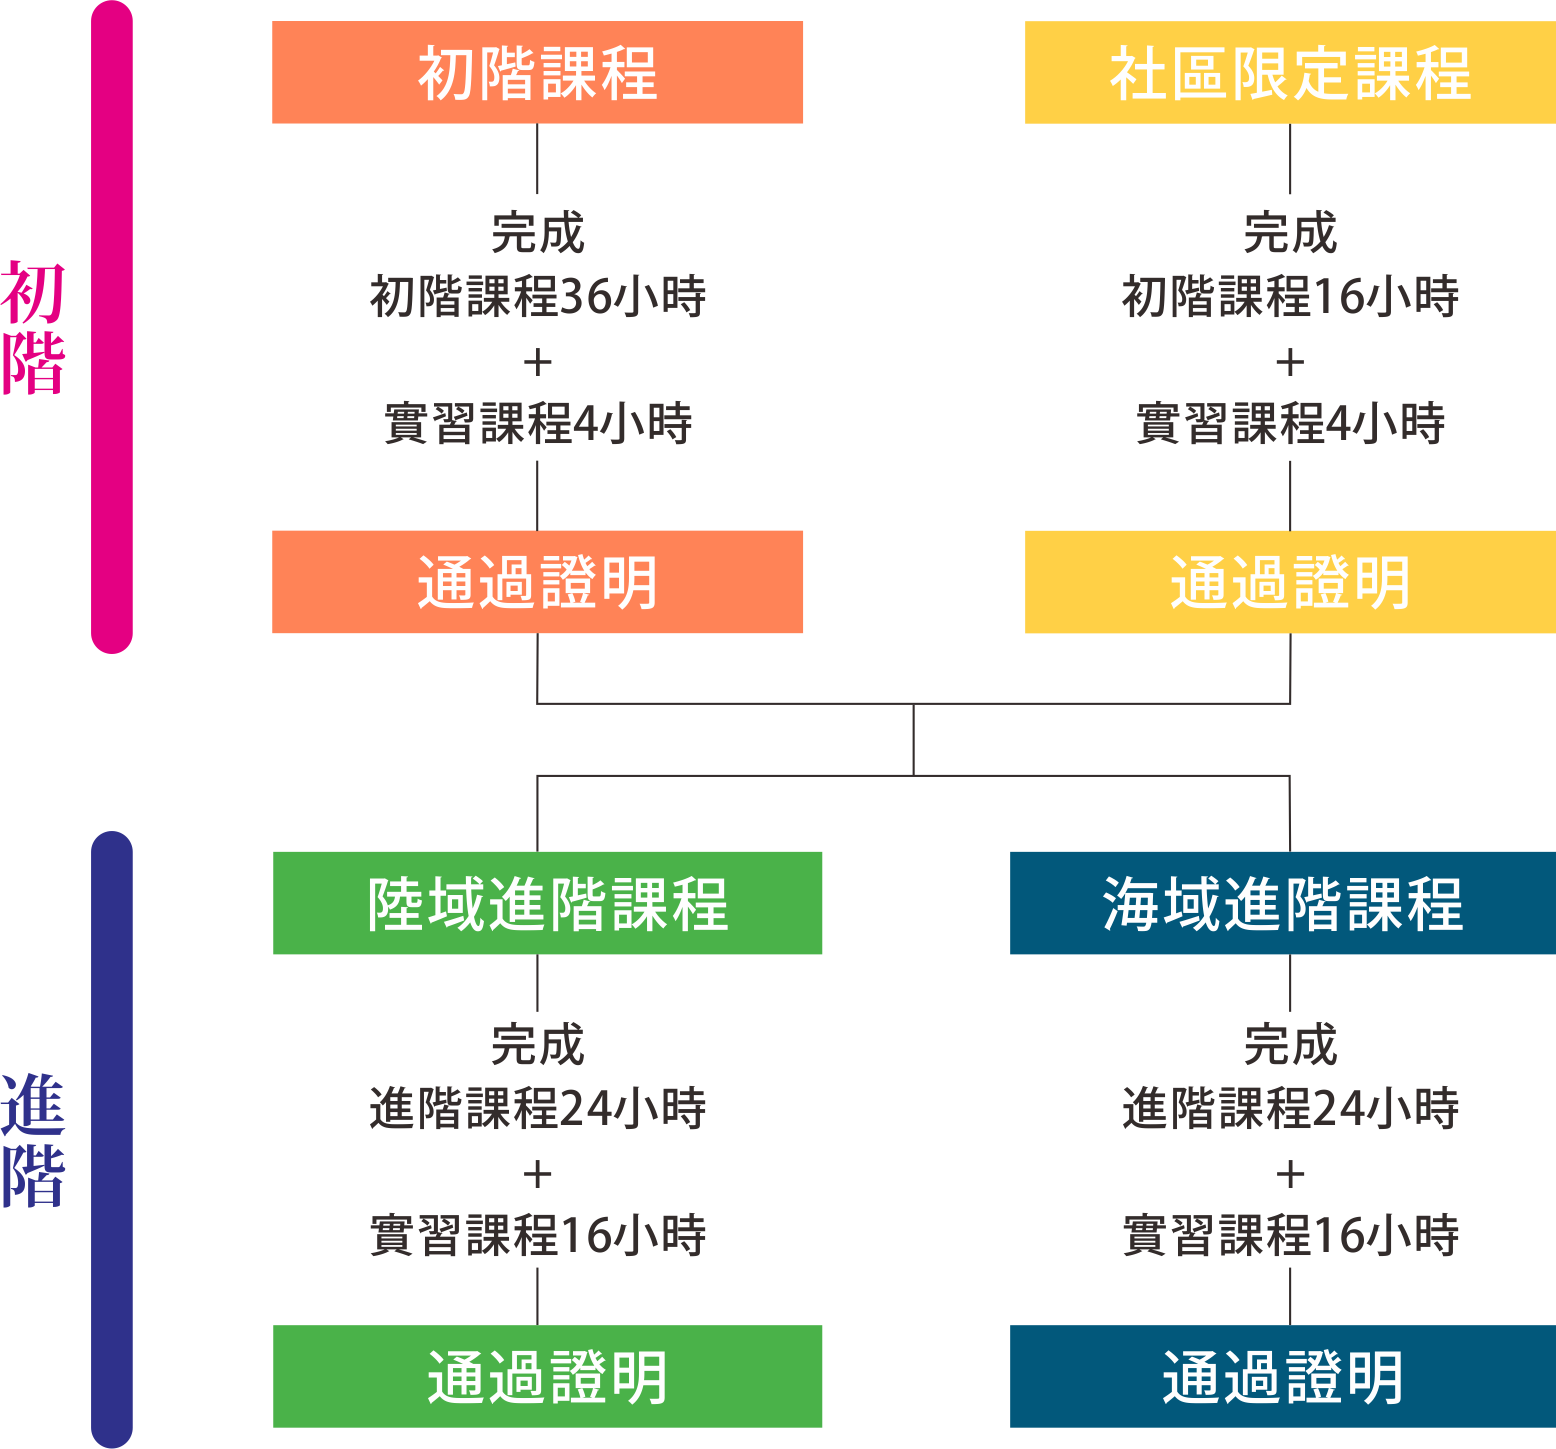 初階
初階課程
完成
初階課程36小時
+
實習課程4小時
通過證明
社區限定課程
完成
初階課程16小時
+
實習課程4小時
通過證明
進階
陸域進階課程
完成
進階課程24小時
+
實習課程16小時
通過證明
海域進階課程
完成
進階課程24小時
+
實習課程16小時
通過證明